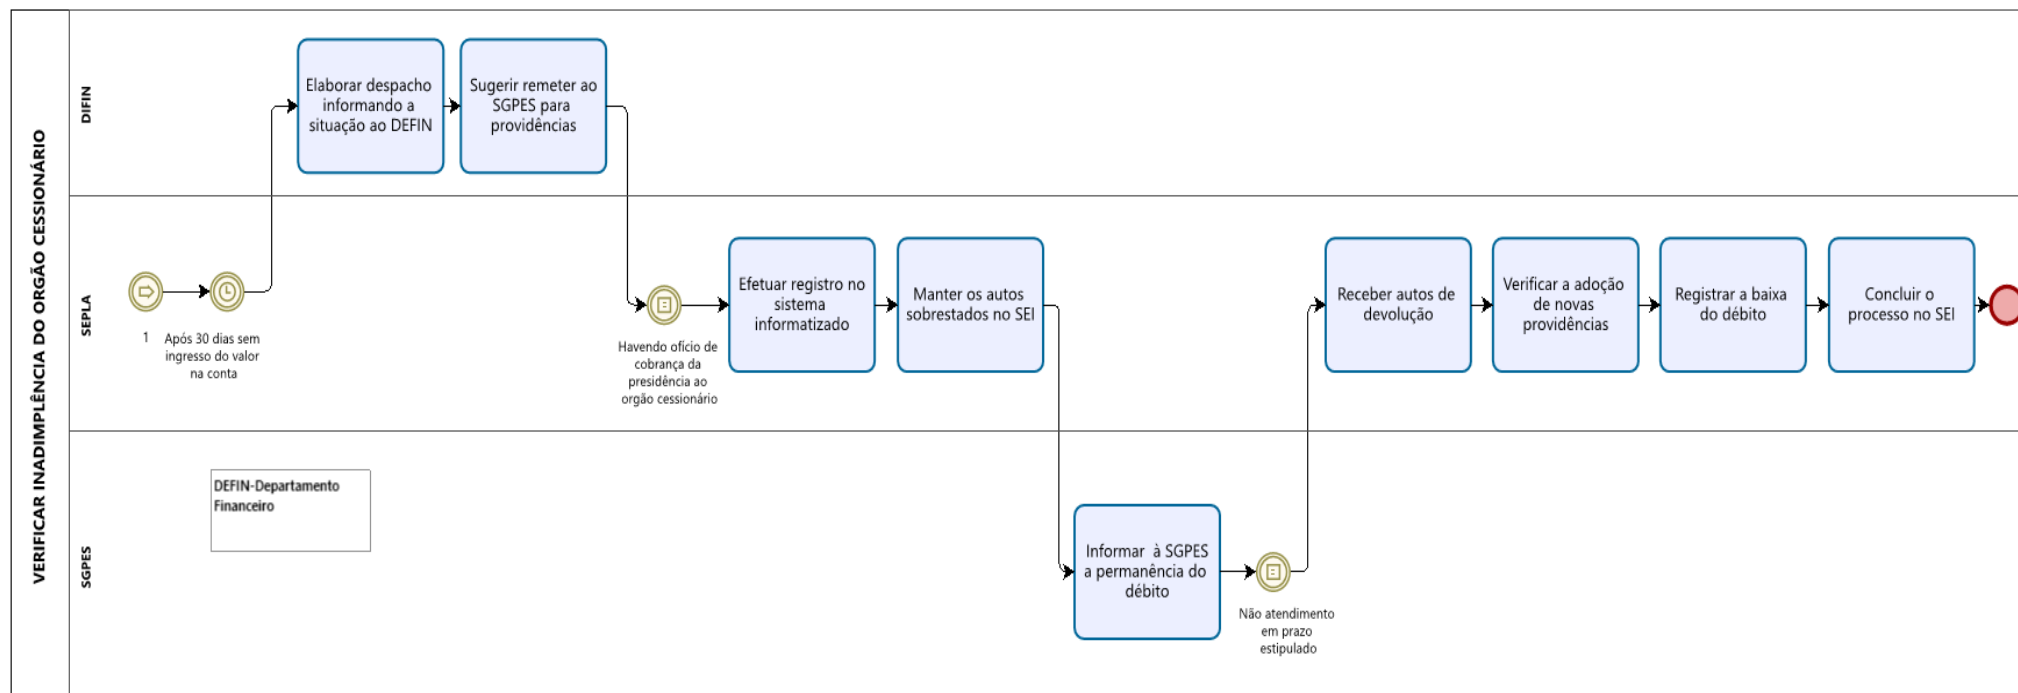 VERIFICAR INADIMPLÊNCIA DO ORGÃO CESSIONÁRIO
DIFIN
Elaborar despacho
informando a
situação ao DEFIN
Sugerir remeter ao
SGPES para
providências
SEPLA
1
Após 30 dias sem
ingresso do valor
na conta
Havendo ofício de
cobrança da
presidência ao
orgão cessionário
Efetuar registro no
sistema
informatizado
Manter os autos
sobrestados no SEI
Receber autos de
devolução
Verificar a adoção
de novas
providências
Registrar a baixa
do débito
Concluir o
processo no SEI
SGPES
DEFIN-Departamento
Financeiro
Informar  à SGPES
a permanência do
débito
Não atendimento
em prazo
estipulado